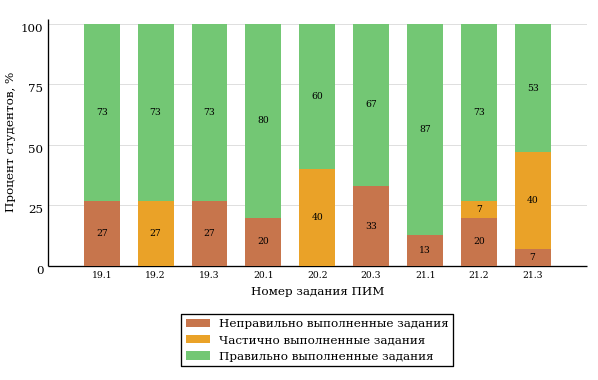 Процент студентов, %
100
75
50
25
0
73 73 73 80 60 67 87 73 53
27 27 27 20 40 33 13 7 40
20 7
19.1 19.2 19.3 20.1 20.2 20.3 21.1 21.2 21.3
Номер задания ПИМ
Неправильно выполненные задания
Частично выполненные задания
Правильно выполненные задания